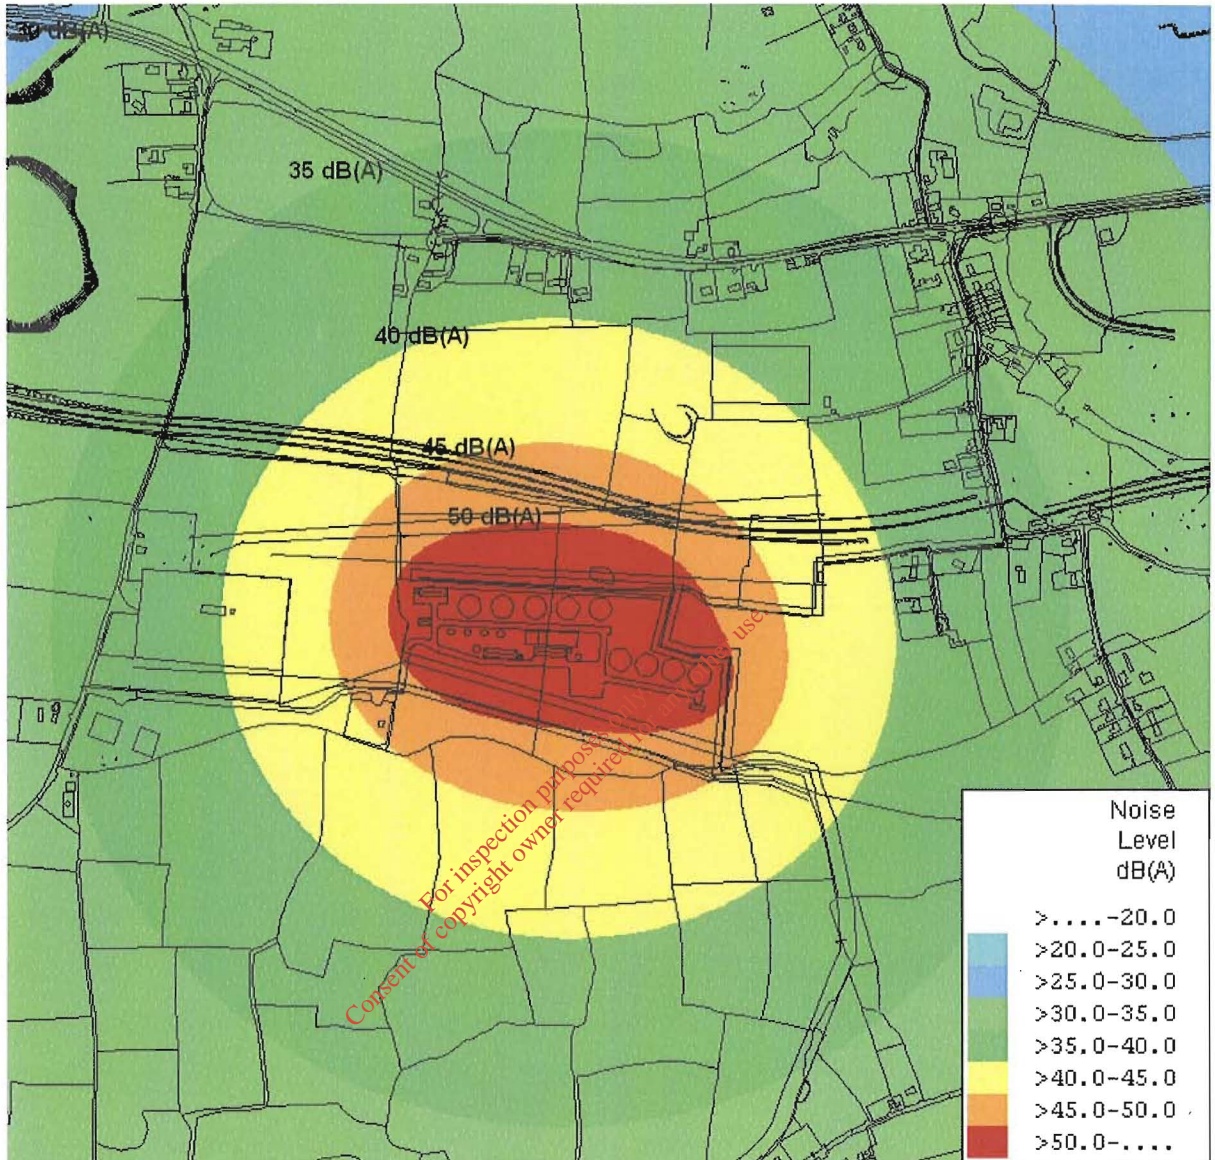 30 dB(A)
35 dB(A)
40 dB(A)
45 dB(A)
50 dB(A)
For inspection purposes only.
Consent of copyright owner required for any other use.
Noise
Level
dB(A)
>....-20.0
>20.0-25.0
>25.0-30.0
>30.0-35.0
>35.0-40.0
>40.0-45.0
>45.0-50.0
>50.0-....